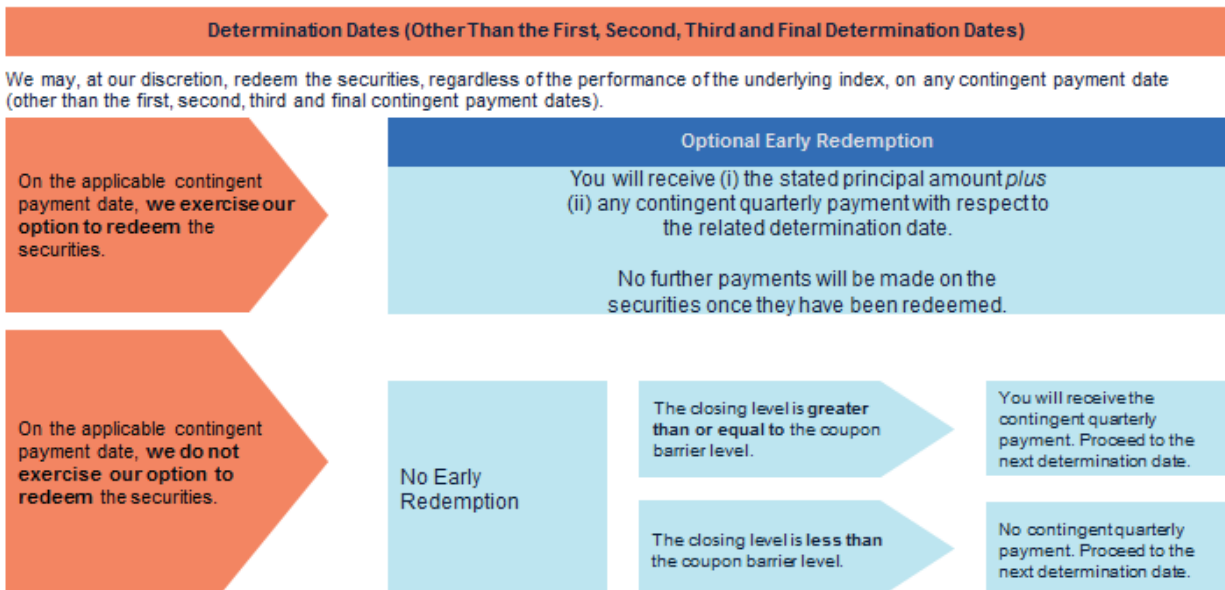 Determination Dates (Other Than the First, Second, Third and Final Determination Dates)
We may, at our discretion, redeem the securities, regardless of the performance of the underlying index, on any contingent payment date
(other than the first, second, third and final contingent payment dates).
On the applicable contingent
payment date, we exercise our
option to redeem the
securities.
Optional Early Redemption
You will receive (i) the stated principal amount plus
(ii) any contingent quarterly payment with respect to
the related determination date.
No further payments will be made on the
securities once they have been redeemed.
On the applicable contingent
payment date, we do not
exercise our option to
redeem the securities.
No Early
Redemption
The closing level is greater
than or equal to the coupon
barrier level.
You will receive the
contingent quarterly
payment. Proceed to the
next determination date.
The closing level is less than
the coupon barrier level.
No contingent quarterly
payment. Proceed to the
next determination date.